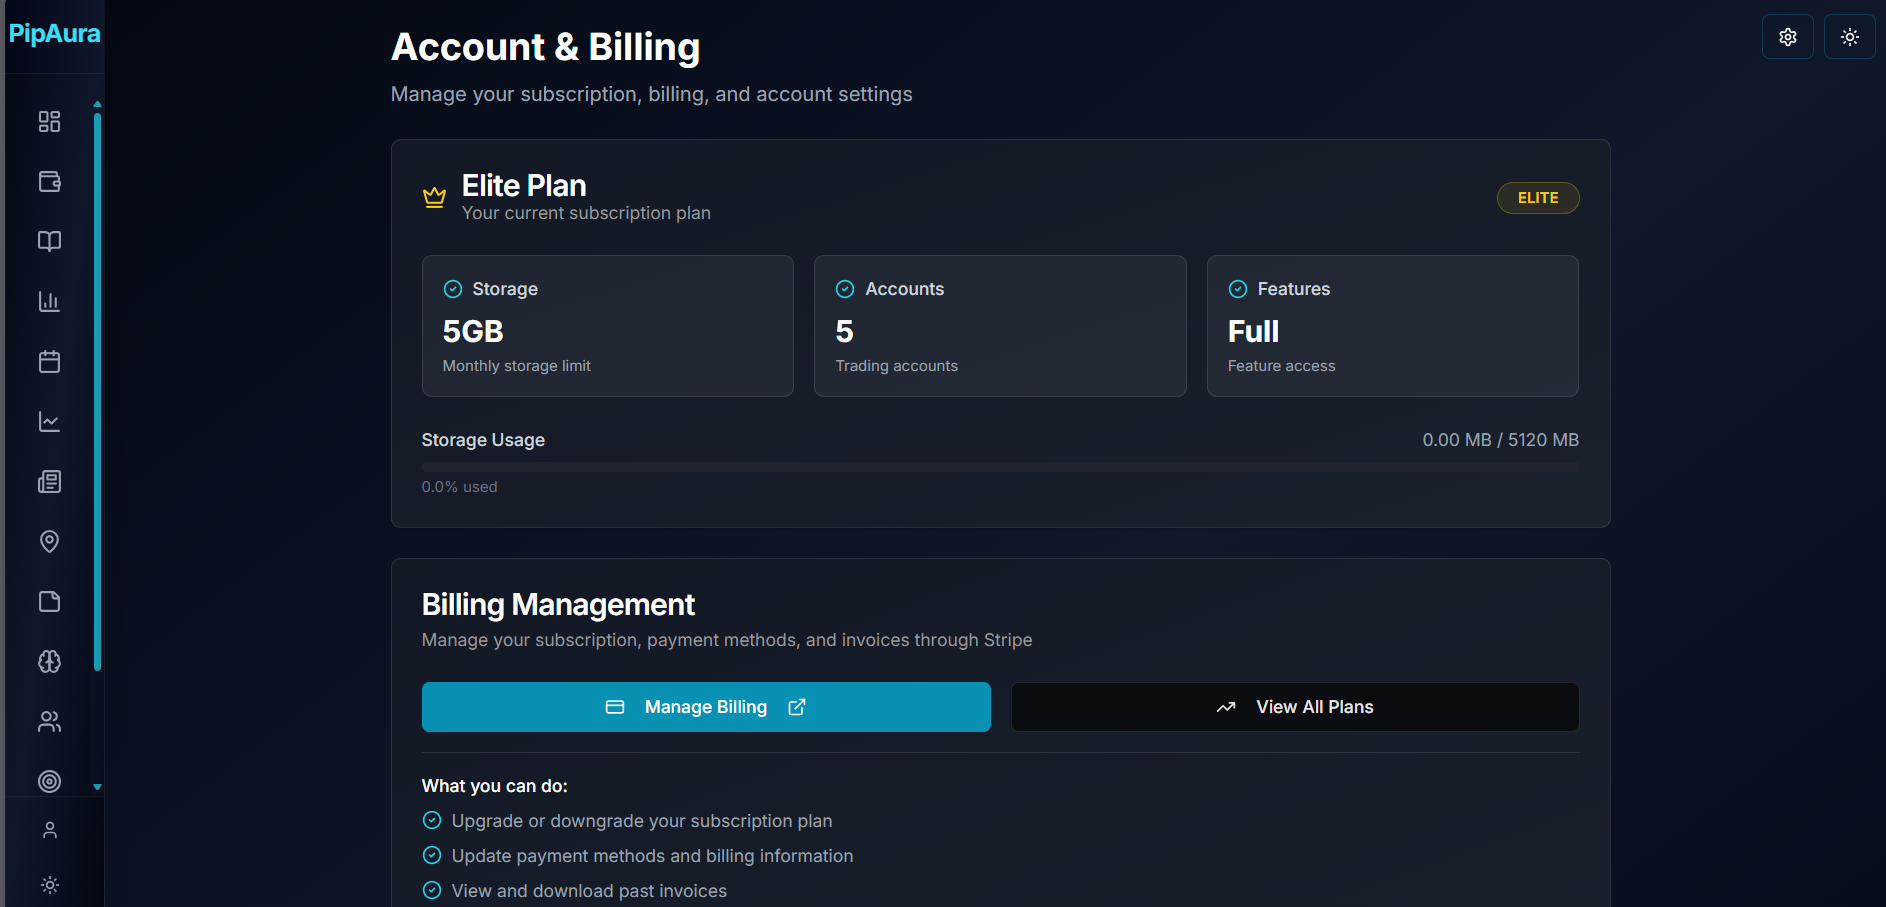 PipAura
Account & Billing
Manage your subscription, billing, and account settings
Elite Plan
Your current subscription plan
ELITE
Storage
5GB
Monthly storage limit
Accounts
5
Trading accounts
Features
Full
Feature access
Storage Usage
0.00 MB / 5120 MB
0.0% used
Billing Management
Manage your subscription, payment methods, and invoices through Stripe
Manage Billing
View All Plans
What you can do:
Upgrade or downgrade your subscription plan
Update payment methods and billing information
View and download past invoices